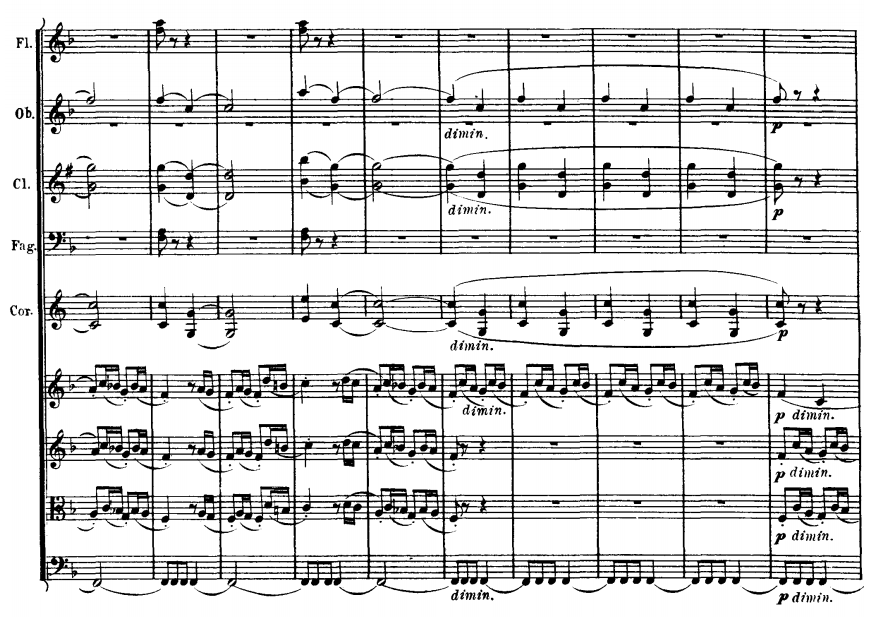 Fl.
Ob.
dimin.
p
Cl.
dimin.
p
Fag.
Cor.
dimin.
p
dimin.
p dimin.
p dimin.
p dimin.
dimin.
p dimin.